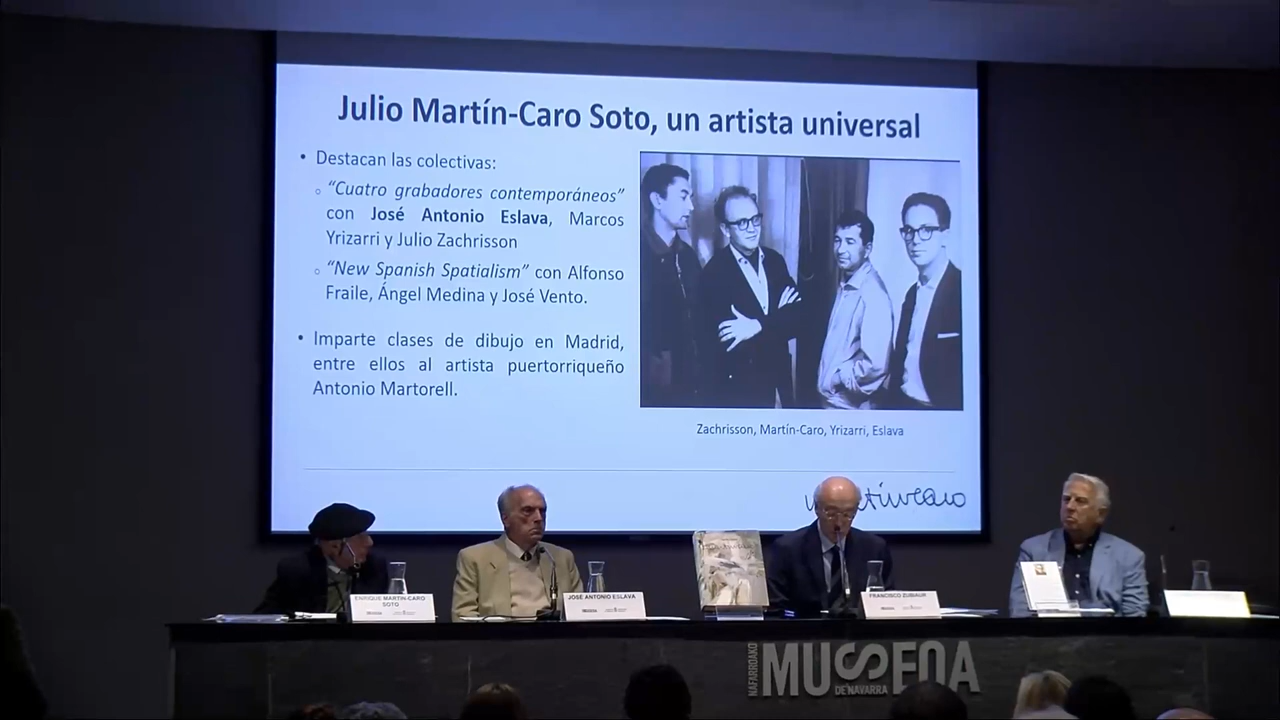 Julio Martín-Caro Soto, un artista universal
• Destacan las colectivas:
○ “Cuatro grabadores contemporáneos”
con José Antonio Eslava, Marcos
Yrizarri y Julio Zachrisson
○ “New Spanish Spatialism” con Alfonso
Fraile, Ángel Medina y José Vento.
• Imparte clases de dibujo en Madrid,
entre ellos al artista puertorriqueño
Antonio Martorell.
Zachrisson, Martín-Caro, Yrizarri, Eslava
ENRIQUE MARTIN-CARO
SOTO
JOSE ANTONIO ESLAVA
FRANCISCO ZUBIAUR
NAFARROAKO
MUSEOA
DE NAVARRA